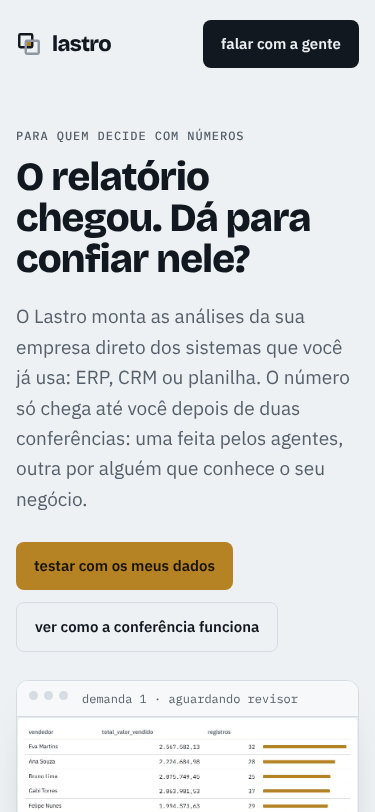 lastro
falar com a gente
PARA QUEM DECIDE COM NÚMEROS
O relatório
chegou. Dá para
confiar nele?
O Lastro monta as análises da sua
empresa direto dos sistemas que você
já usa: ERP, CRM ou planilha. O número
só chega até você depois de duas
conferências: uma feita pelos agentes,
outra por alguém que conhece o seu
negócio.
testar com os meus dados
ver como a conferência funciona
demanda 1 · aguardando revisor
vendedor total_valor_vendido registros
Eva Martins 2.567.582,13 32
Ana Souza 2.224.684,98 28
Bruno Lima 2.075.749,45 25
Gabi Torres 2.063.981,53 37
Felipe Nunes 1.994.573,63 29